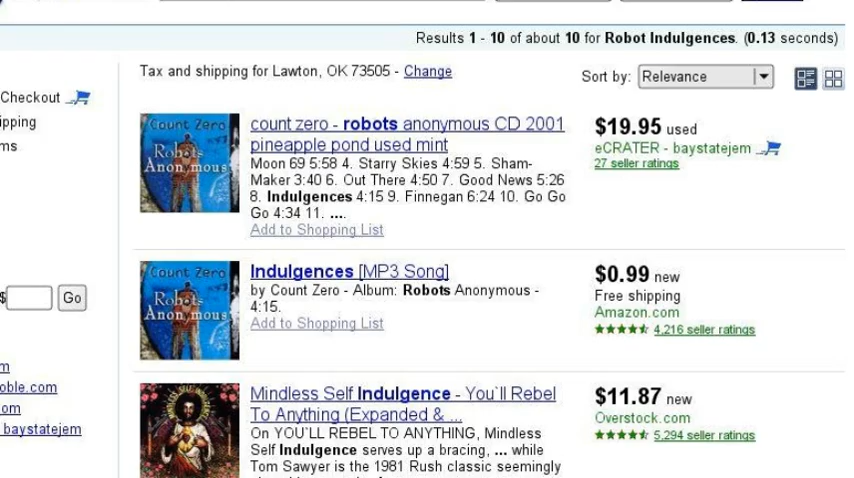 Results 1 - 10 of about 10 for Robot Indulgences. (0.13 seconds)
Tax and shipping for Lawton, OK 73505 - Change
Sort by: Relevance
Checkout
ipping
ms
$ Go
m
oble.com
om
baystatejem
Count Zero
Robots
Anonymous
count zero - robots anonymous CD 2001
pineapple pond used mint
Moon 69 5:58 4. Starry Skies 4:59 5. Sham-
Maker 3:40 6. Out There 4:50 7. Good News 5:26
8. Indulgences 4:15 9. Finnegan 6:24 10. Go Go
Go 4:34 11. ....
Add to Shopping List
$19.95 used
eCRATER - baystatejem
27 seller ratings
Count Zero
Robots
Anonymous
Indulgences [MP3 Song]
by Count Zero - Album: Robots Anonymous -
4:15.
Add to Shopping List
$0.99 new
Free shipping
Amazon.com
4,216 seller ratings
Mindless Self Indulgence - You`ll Rebel
To Anything (Expanded & ...
On YOU'LL REBEL TO ANYTHING, Mindless
Self Indulgence serves up a bracing, ... while
Tom Sawyer is the 1981 Rush classic seemingly
$11.87 new
Overstock.com
5,294 seller ratings